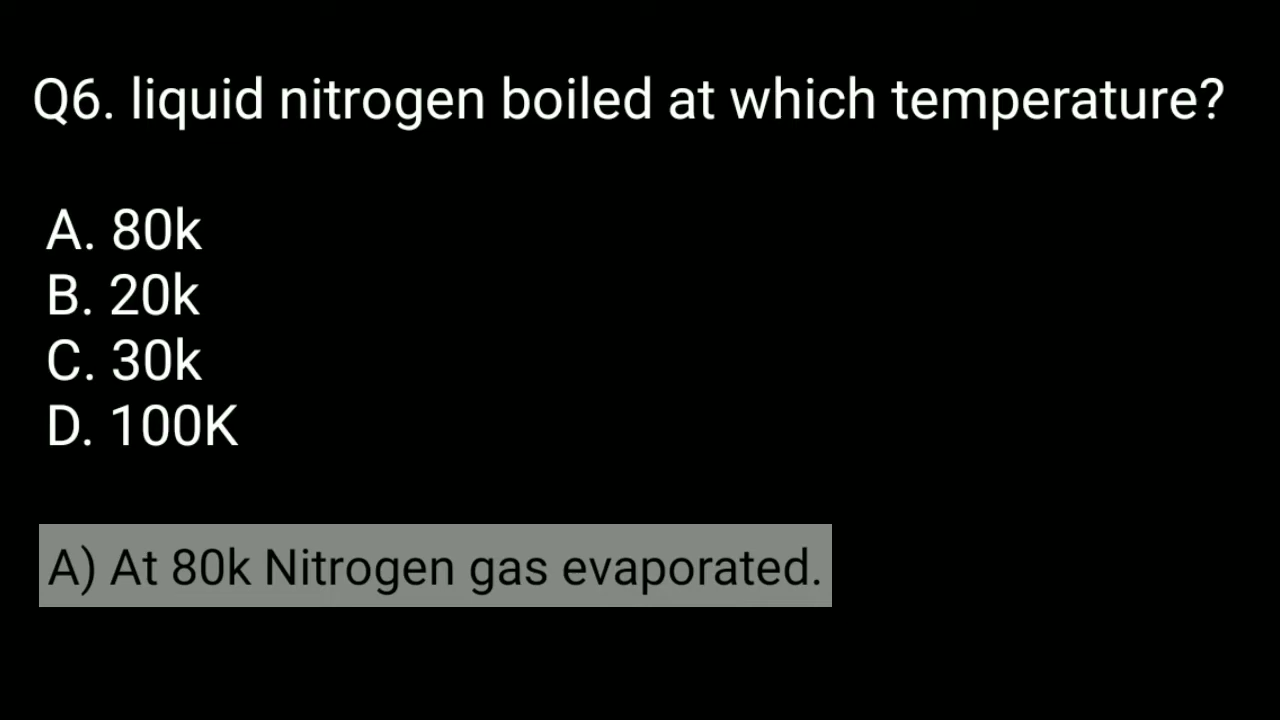 Q6. liquid nitrogen boiled at which temperature?
A. 80k
B. 20k
C. 30k
D. 100K
A) At 80k Nitrogen gas evaporated.